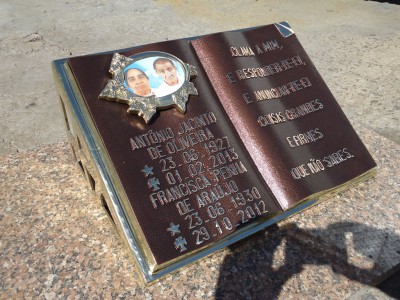 ANTÔNIO JACINTO
DE OLIVEIRA
23.08.1927
01.02.2013
FRANCISCA PENHA
DE ARAÚJO
23.06.1930
29.10.2012
CLAMA A MIM,
E RESPONDER-TE-EI,
E ANUNCIAR-TE-EI
COISAS GRANDES
E FIRMES
QUE NÃO SABES.